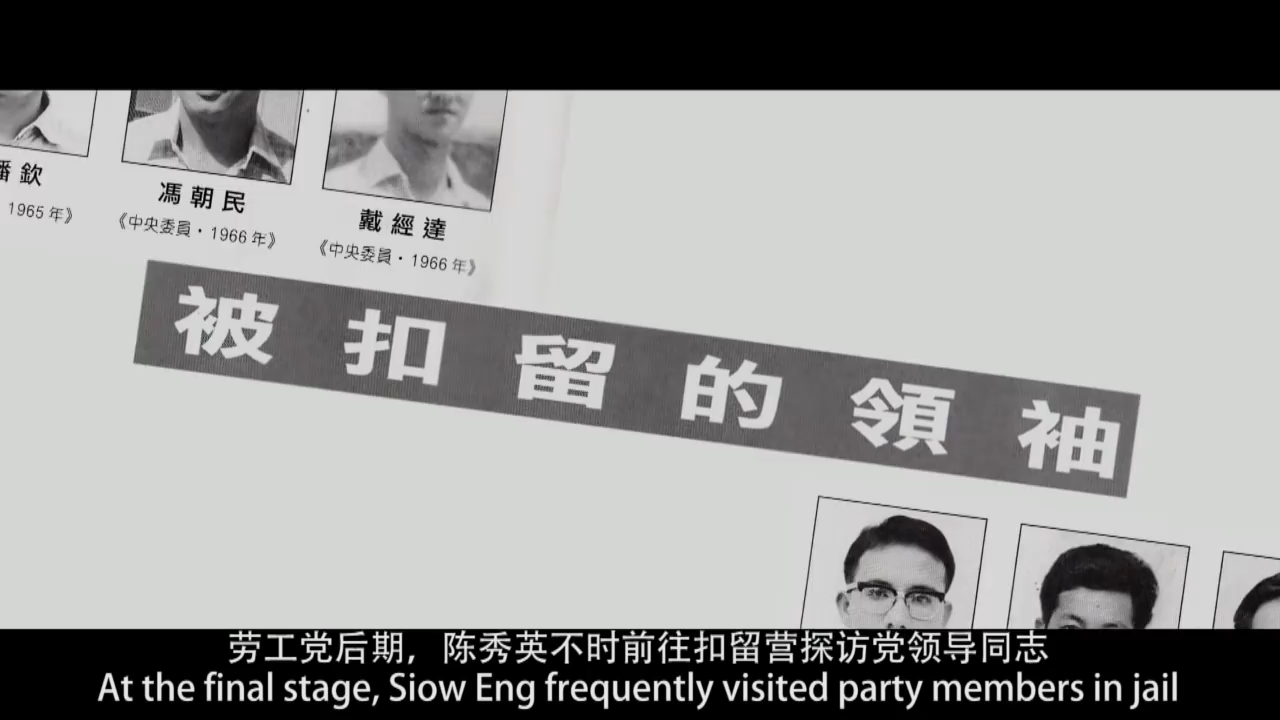 潘欽
1965年》
馮朝民
《中央委員・1966年》
戴經達
《中央委員・1966年》
被扣留的領袖
劳工党后期，陈秀英不时前往扣留营探访党领导同志
At the final stage, Siow Eng frequently visited party members in jail